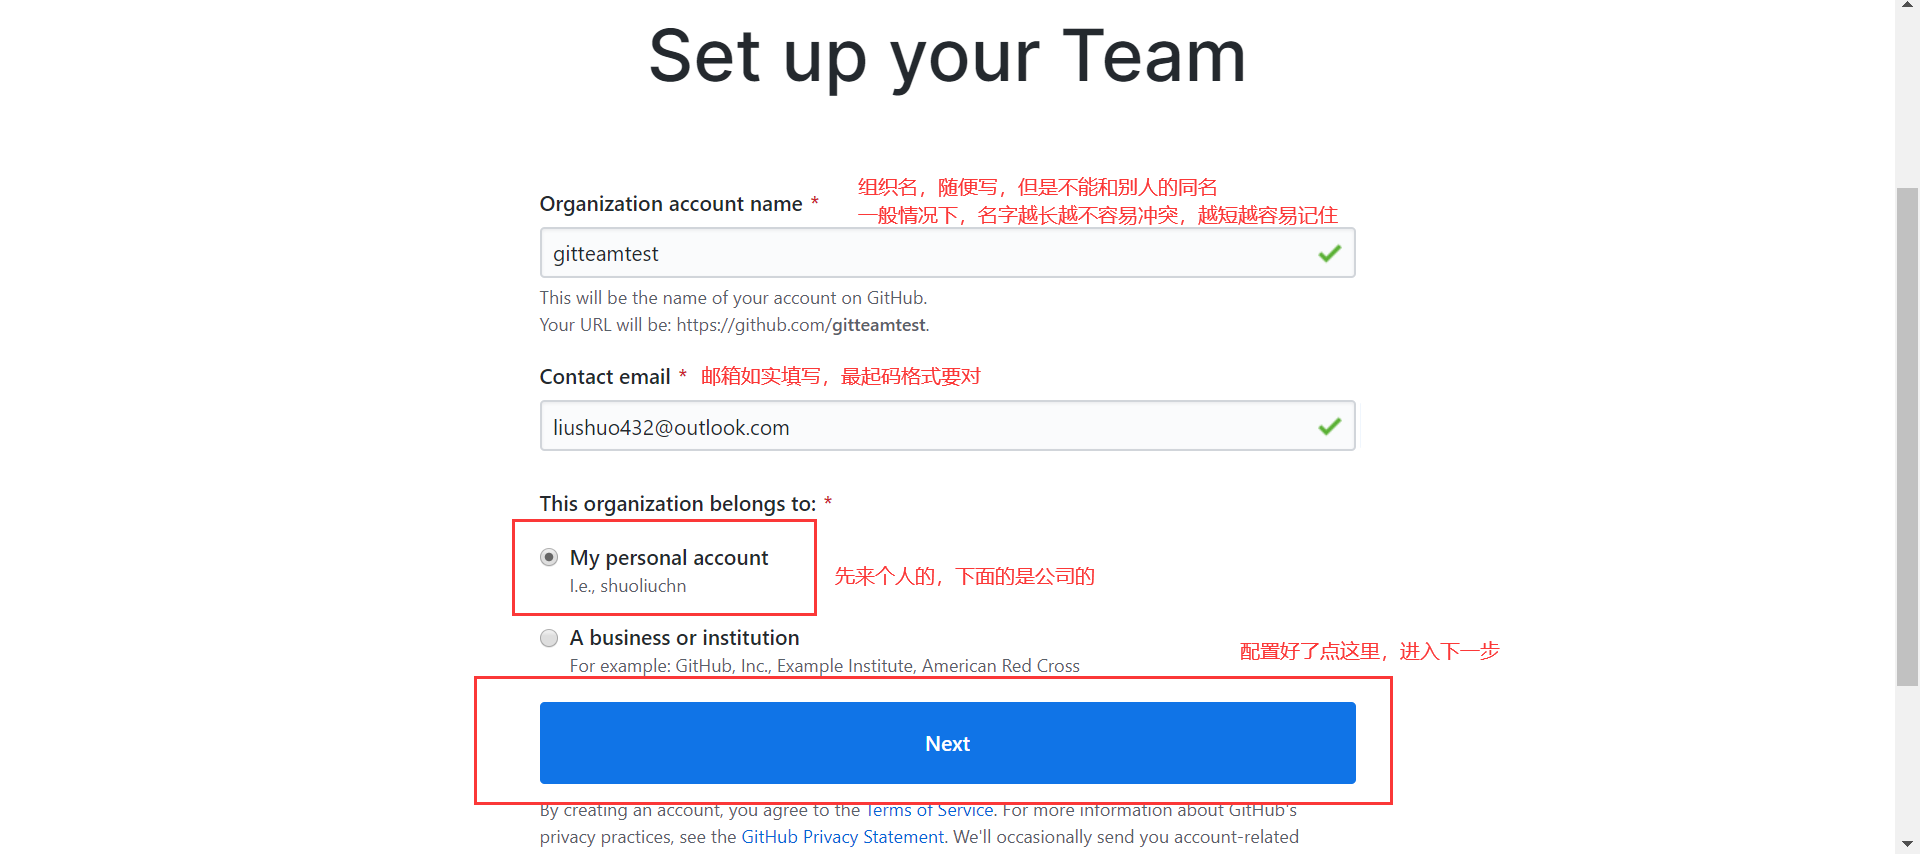 Set up your Team
组织名，随便写，但是不能和别人的同名
Organization account name *
一般情况下，名字越长越不容易冲突，越短越容易记住
gitteamtest
This will be the name of your account on GitHub.
Your URL will be: https://github.com/gitteamtest.
Contact email * 邮箱如实填写，最起码格式要对
liushuo432@outlook.com
This organization belongs to: *
My personal account
先来个人的，下面的是公司的
I.e., shuoliuchn
A business or institution
配置好了点这里，进入下一步
For example: GitHub, Inc., Example Institute, American Red Cross
Next
By creating an account, you agree to the Terms of Service. For more information about GitHub's
privacy practices, see the GitHub Privacy Statement. We'll occasionally send you account-related